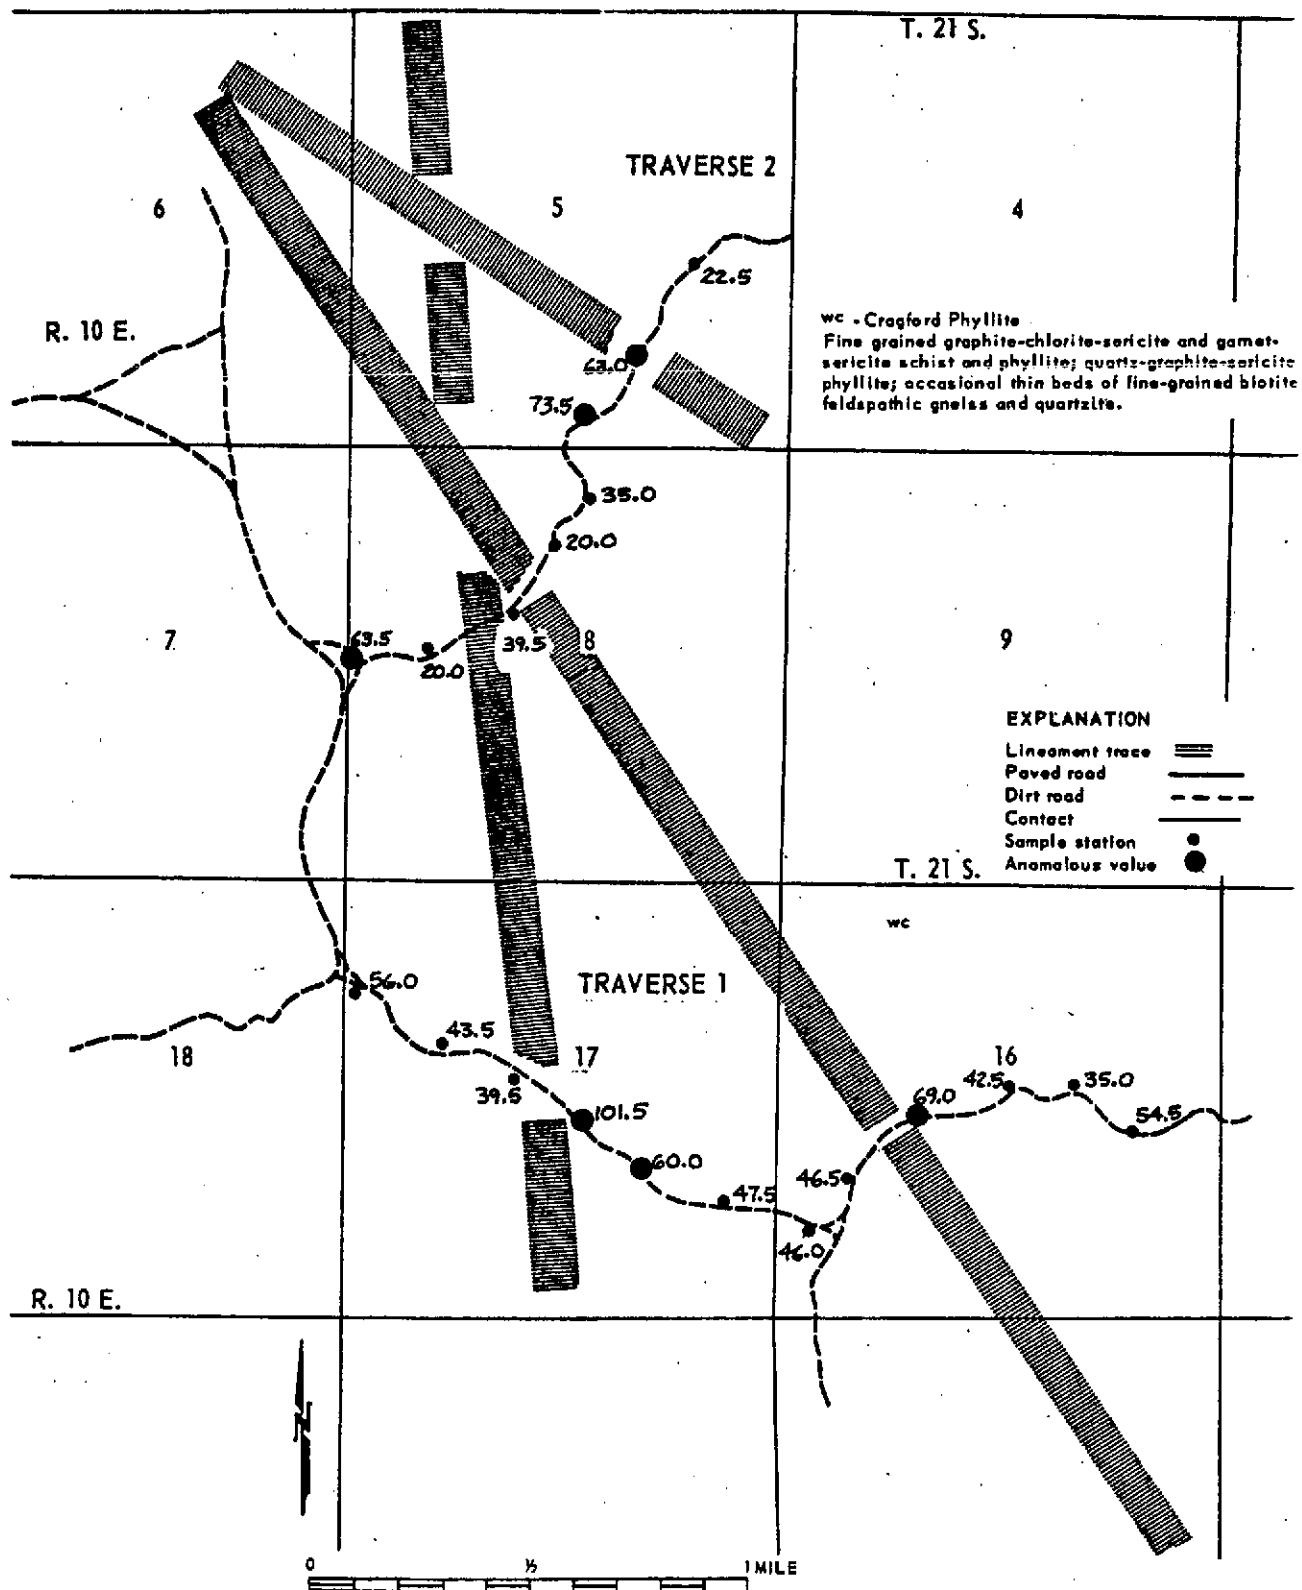 T. 21 S.
TRAVERSE 2
6
5
4
22.5
R. 10 E.
wc - Cragford Phyllite
Fine grained graphite-chlorite-sericite and garnet-
sericite schist and phyllite; quartz-graphite-sericite
phyllite; occasional thin beds of fine-grained biotite
feldspathic gneiss and quartzite.
63.0
73.5
35.0
20.0
7
63.5
20.0
39.5
8
9
EXPLANATION
Lineament trace
Paved road
Dirt road
Contact
Sample station
Anomalous value
T. 21 S.
wc
TRAVERSE 1
56.0
43.5
18
17
16
39.5
42.5
35.0
101.5
69.0
54.5
60.0
46.5
47.5
46.0
R. 10 E.
N
0 ½ 1 MILE